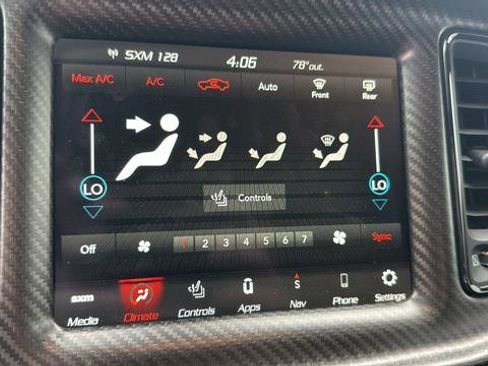 SXM 128 4:06 78° out.
Max A/C A/C Auto Front Rear
LO LO
Controls
Off 1 2 3 4 5 6 7 Sync
sxm S
Media Climate Controls Apps Nav Phone Settings